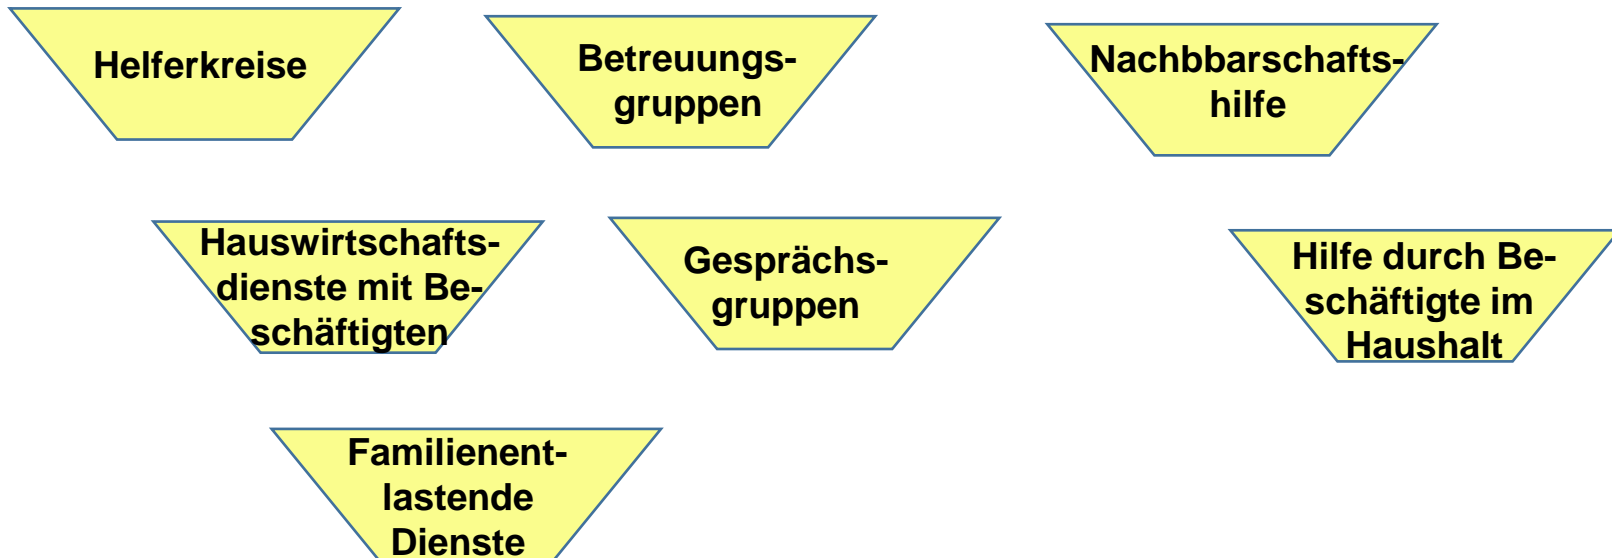 Helferkreise
Betreuungs-
gruppen
Nachbbarschafts-
hilfe
Hauswirtschafts-
dienste mit Be-
schäftigten
Gesprächs-
gruppen
Hilfe durch Be-
schäftigte im
Haushalt
Familienent-
lastende
Dienste